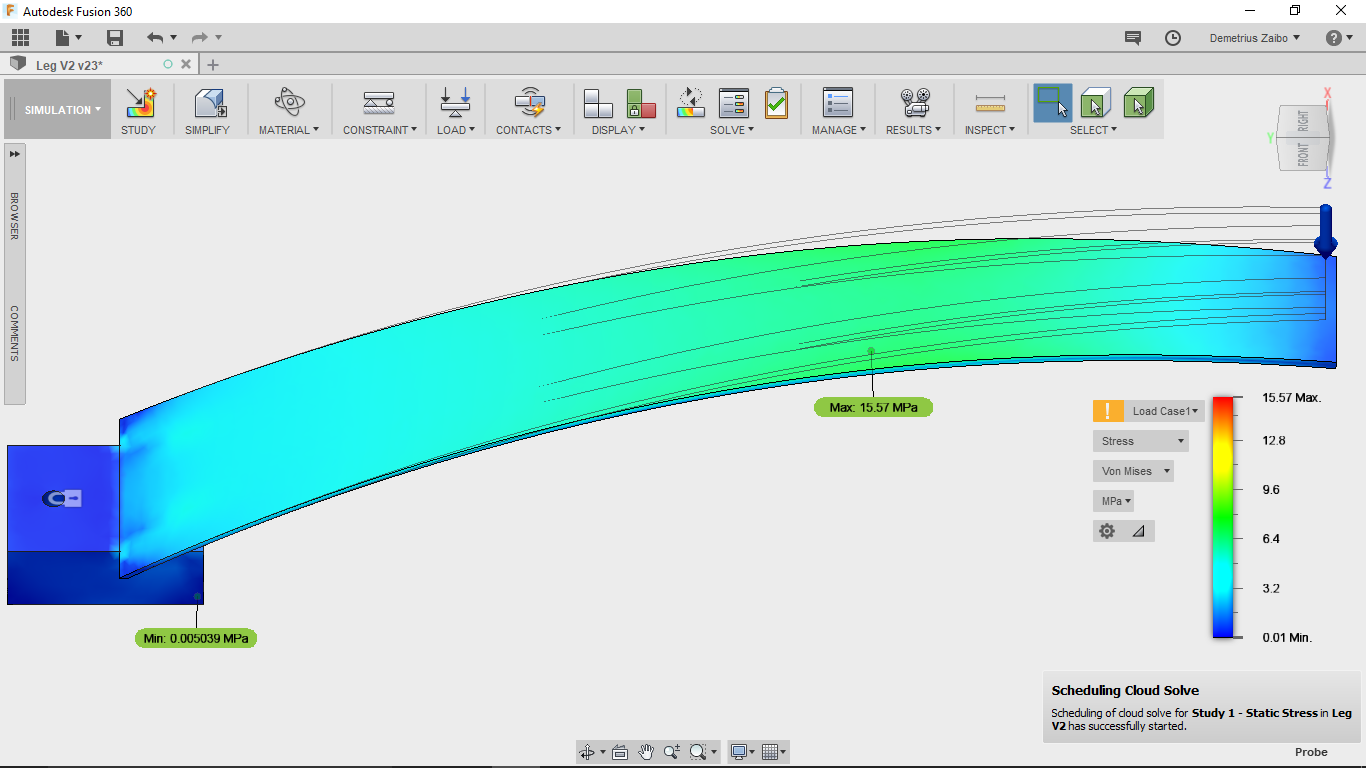 Autodesk Fusion 360
Demetrius Zaibo
Leg V2 v23*
SIMULATION
STUDY
SIMPLIFY
MATERIAL
CONSTRAINT
LOAD
CONTACTS
DISPLAY
SOLVE
MANAGE
RESULTS
INSPECT
SELECT
X
Y
RIGHT
FRONT
Z
BROWSER
COMMENTS
Max: 15.57 MPa
Min: 0.005039 MPa
Load Case1
Stress
Von Mises
MPa
15.57 Max.
12.8
9.6
6.4
3.2
0.01 Min.
Scheduling Cloud Solve
Scheduling of cloud solve for Study 1 - Static Stress in Leg
V2 has successfully started.
Probe